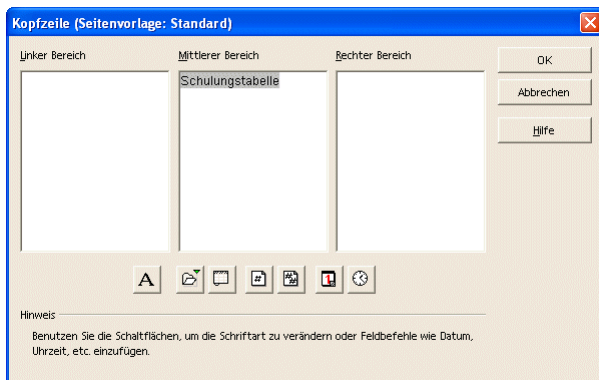 Kopfzeile (Seitenvorlage: Standard)
Linker Bereich
Mittlerer Bereich
Rechter Bereich
OK
Schulungstabelle
Abbrechen
Hilfe
A
Hinweis
Benutzen Sie die Schaltflächen, um die Schriftart zu verändern oder Feldbefehle wie Datum,
Uhrzeit, etc. einzufügen.